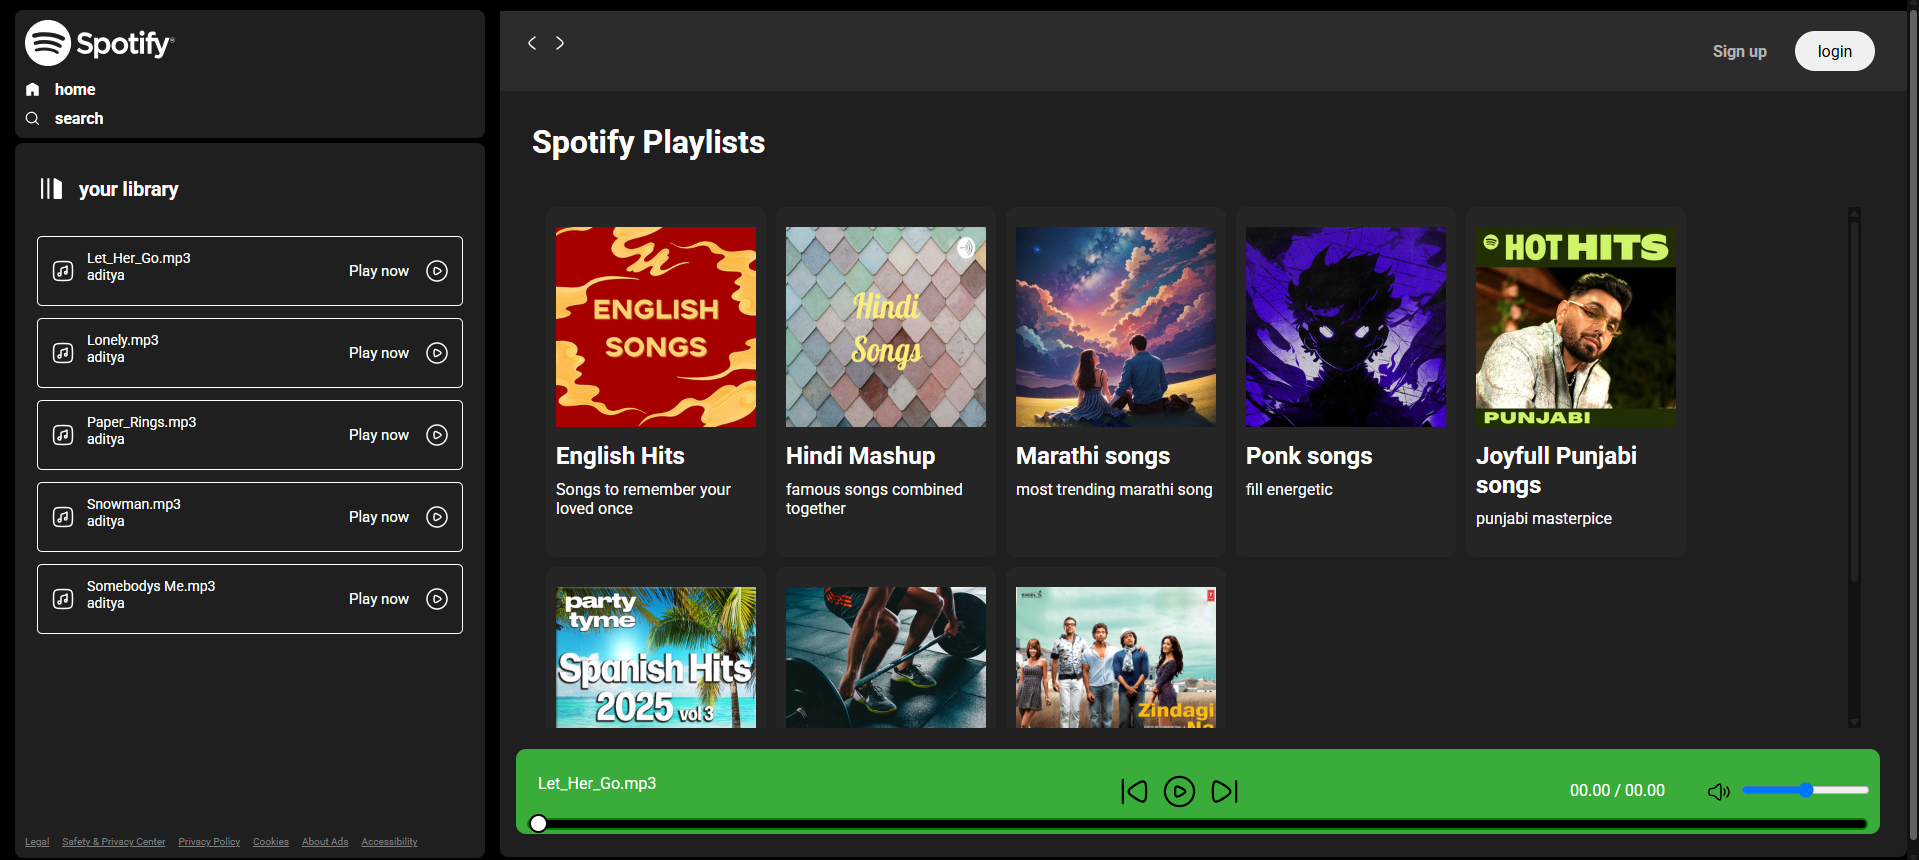 Spotify®
home
search
your library
Let_Her_Go.mp3
aditya
Play now
Lonely.mp3
aditya
Play now
Paper_Rings.mp3
aditya
Play now
Snowman.mp3
aditya
Play now
Somebodys Me.mp3
aditya
Play now
Legal Safety & Privacy Center Privacy Policy Cookies About Ads Accessibility
Sign up login
Spotify Playlists
ENGLISH
SONGS
English Hits
Songs to remember your
loved once
Hindi
Songs
Hindi Mashup
famous songs combined
together
Marathi songs
most trending marathi song
Ponk songs
fill energetic
HOT HITS
PUNJABI
Joyfull Punjabi
songs
punjabi masterpice
party
tyme
Spanish Hits
2025 vol 3
EXCEL
T
Zindagi
Na
Let_Her_Go.mp3
00.00 / 00.00